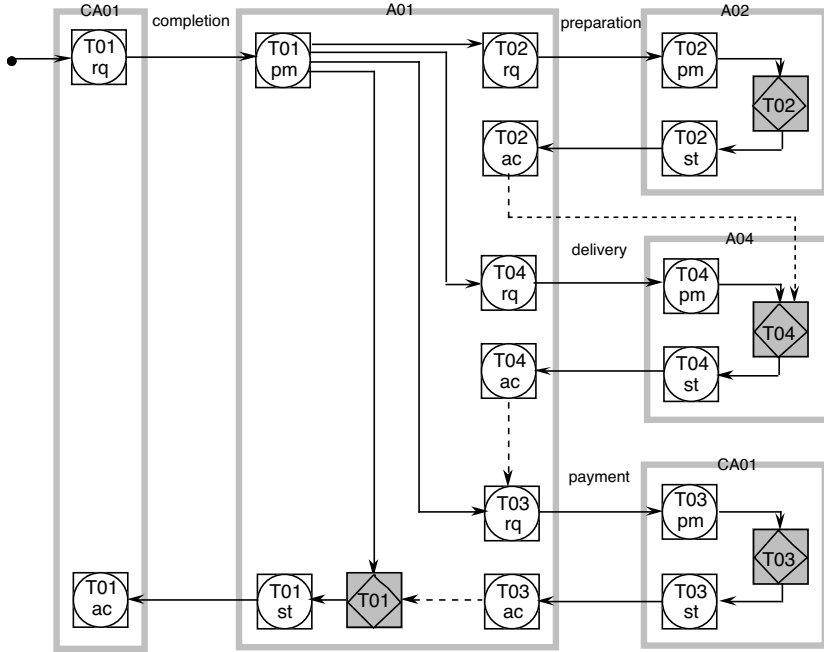 CA01
A01
A02
completion
preparation
T01
rq
T01
pm
T02
rq
T02
pm
T02
T02
ac
T02
st
delivery
A04
T04
rq
T04
pm
T04
T04
ac
T04
st
payment
CA01
T03
rq
T03
pm
T03
T01
ac
T01
st
T01
T03
ac
T03
st